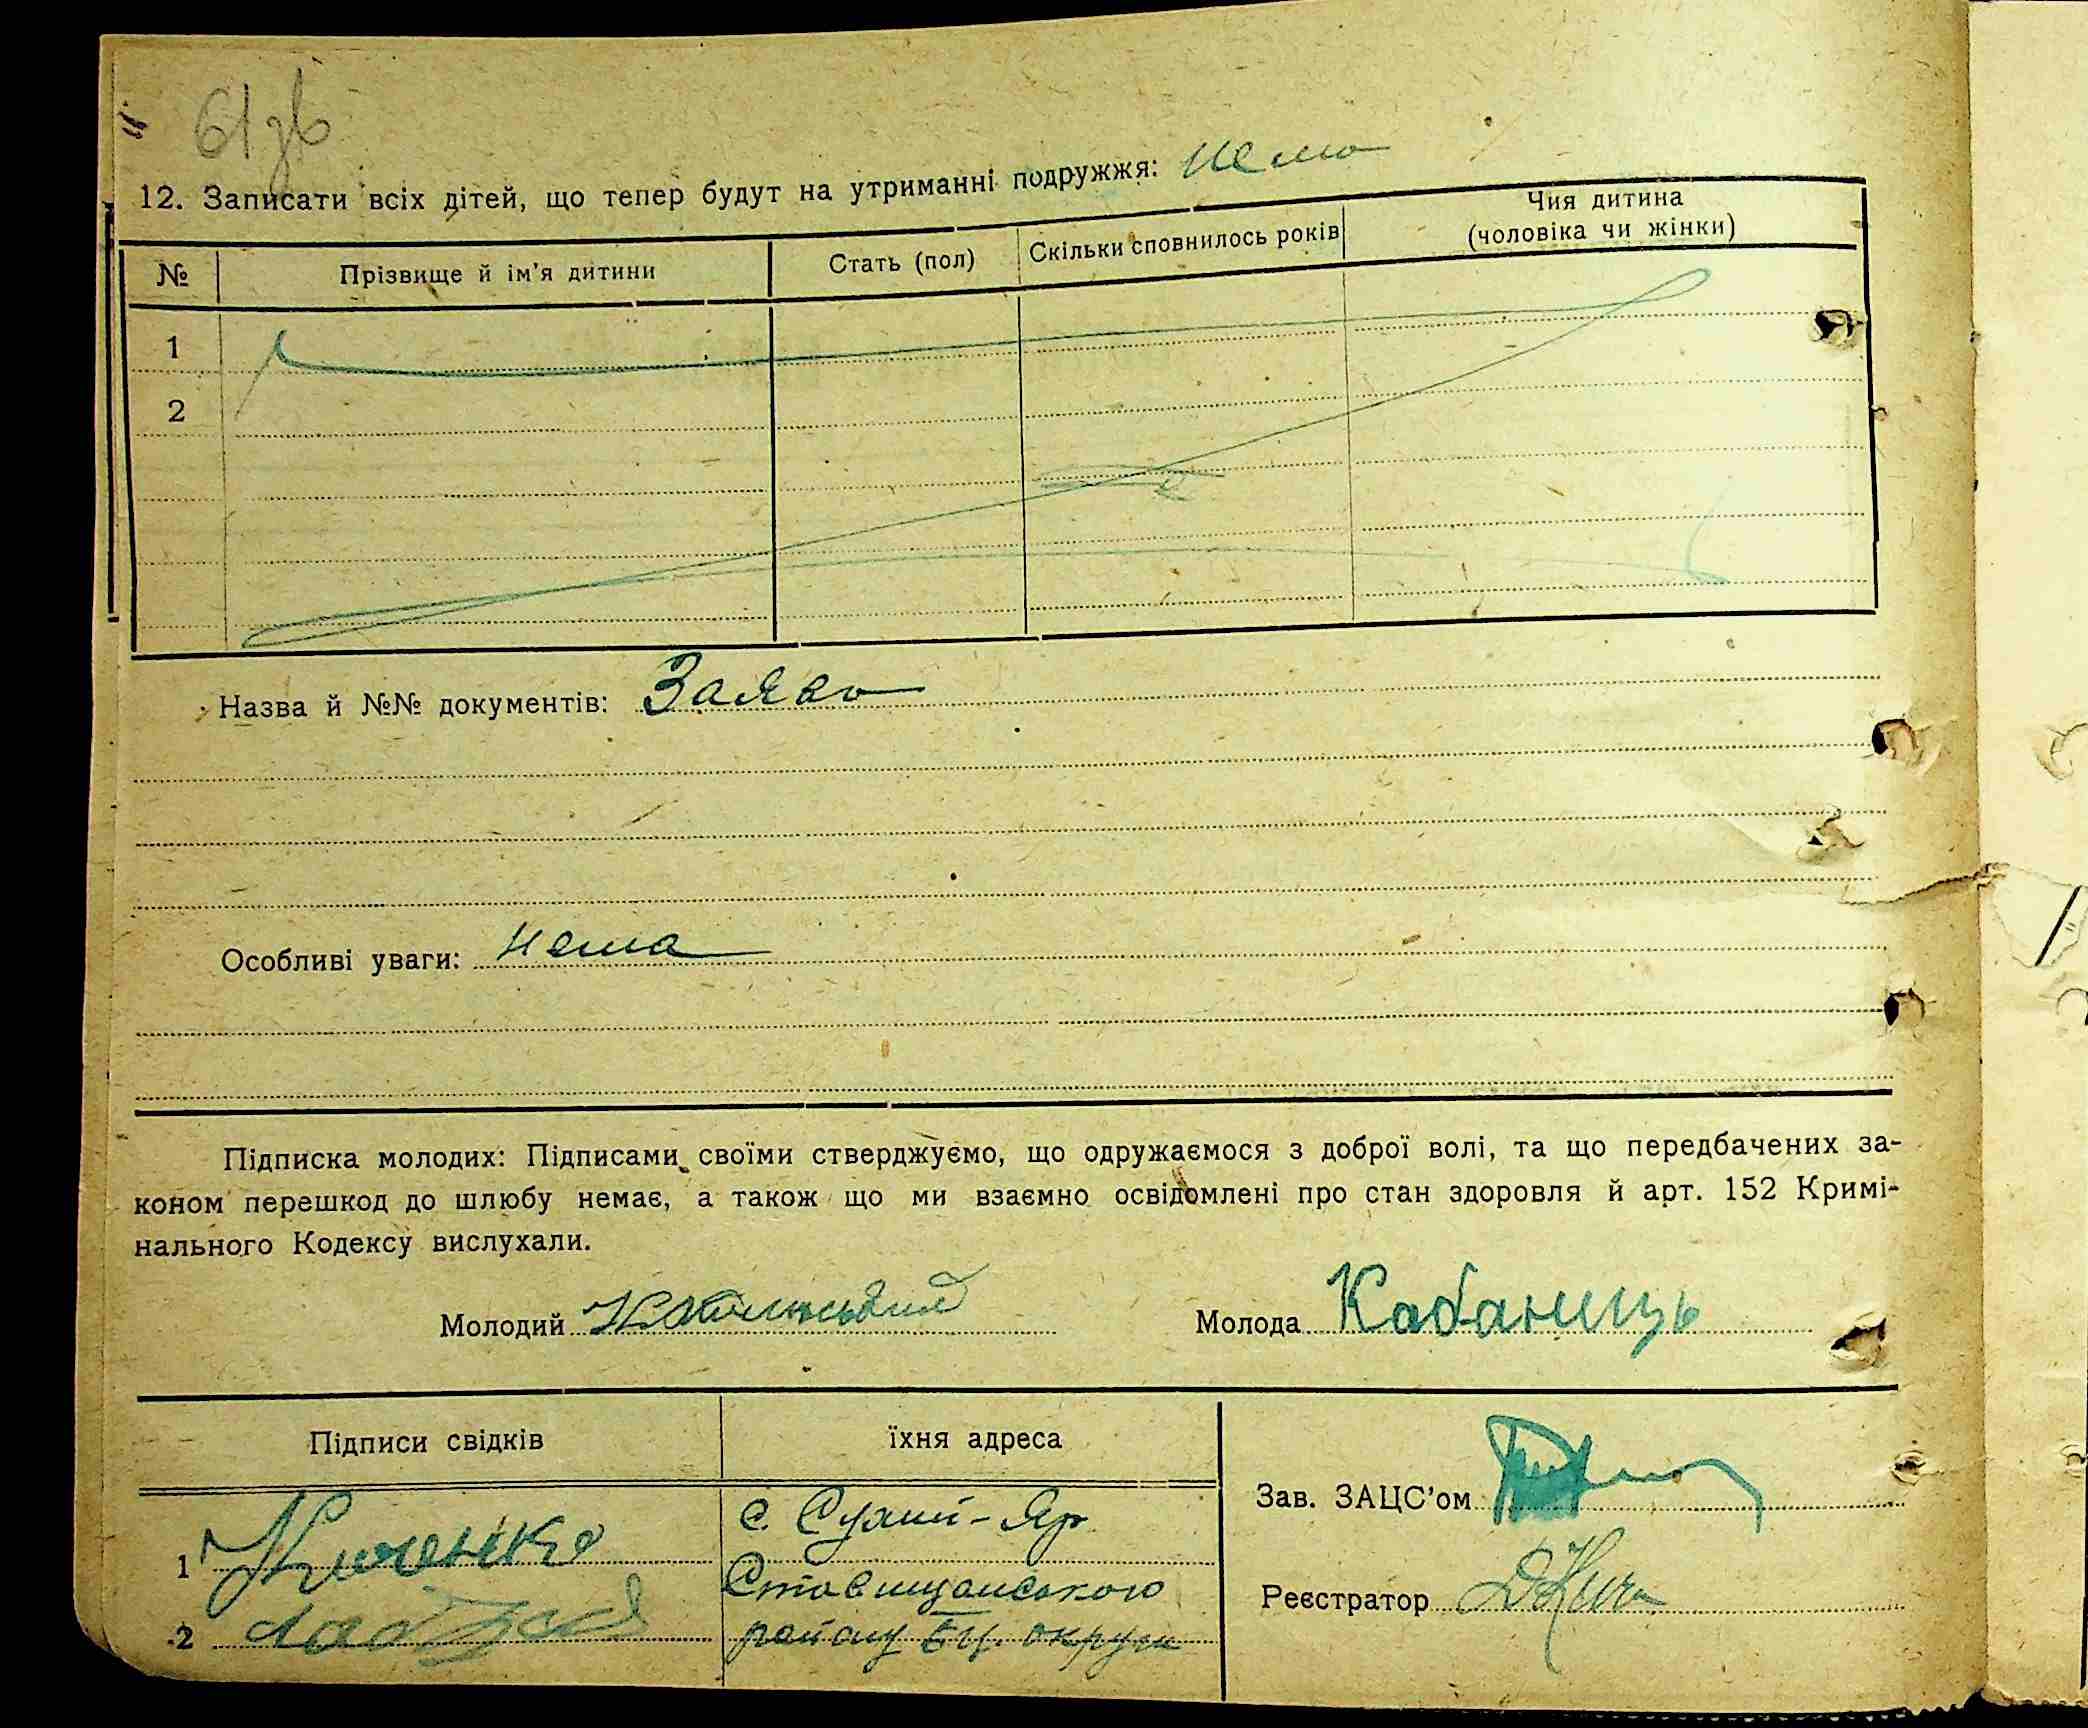 61зв
12. Записати всіх дітей, що тепер будут на утриманні подружжя: нема
№ Прізвище й ім’я дитини Стать (пол) Скільки сповнилось років Чия дитина
(чоловіка чи жінки)
1
2
Назва й №№ документів: Заява
Особливі уваги: нема
Підписка молодих: Підписами своїми стверджуємо, що одружаємося з доброї волі, та що передбачених за-
коном перешкод до шлюбу немає, а також що ми взаємно освідомлені про стан здоровля й арт. 152 Кримі-
нального Кодексу вислухали.
Молодий Молода Кабанець
Підписи свідків їхня адреса
Зав. ЗАЦС’ом
1 с. Сухий-Яр
Ставищанського
Реєстратор
2 району Бц. округи